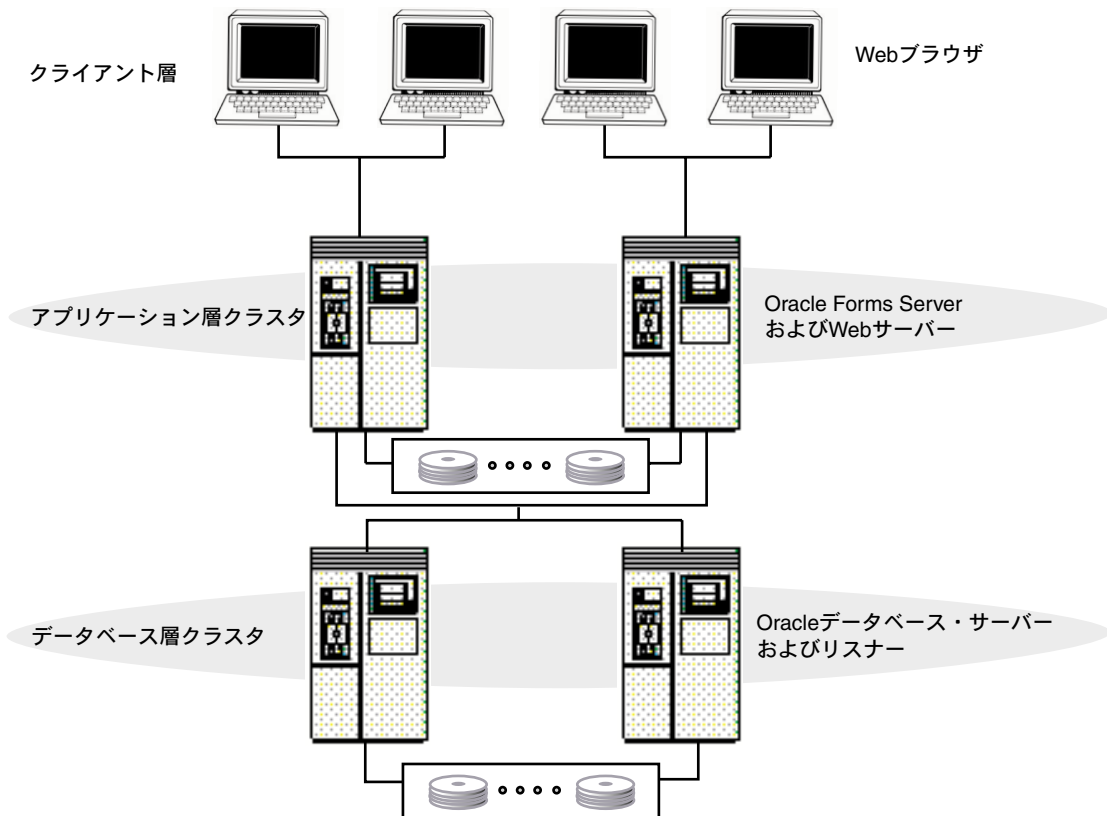 クライアント層
Webブラウザ
アプリケーション層クラスタ
Oracle Forms Server
およびWebサーバー
データベース層クラスタ
Oracleデータベース・サーバー
およびリスナー